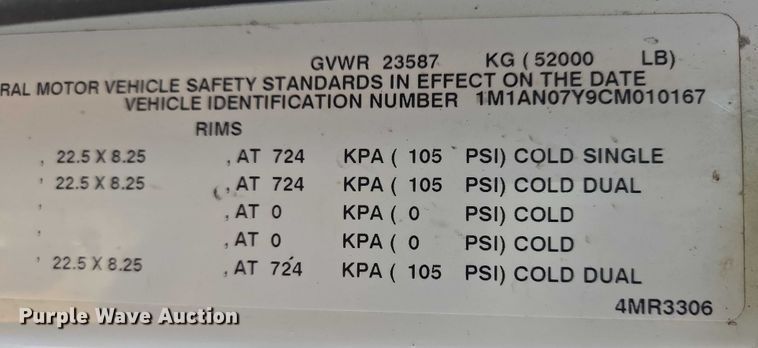 GVWR 23587 KG ( 52000 LB)
RAL MOTOR VEHICLE SAFETY STANDARDS IN EFFECT ON THE DATE
VEHICLE IDENTIFICATION NUMBER 1M1AN07Y9CM010167
RIMS
, 22.5 X 8.25 , AT 724 KPA ( 105 PSI) COLD SINGLE
, 22.5 X 8.25 , AT 724 KPA ( 105 PSI) COLD DUAL
, , AT 0 KPA ( 0 PSI) COLD
, , AT 0 KPA ( 0 PSI) COLD
, 22.5 X 8.25 , AT 724 KPA ( 105 PSI) COLD DUAL
4MR3306
Purple Wave Auction